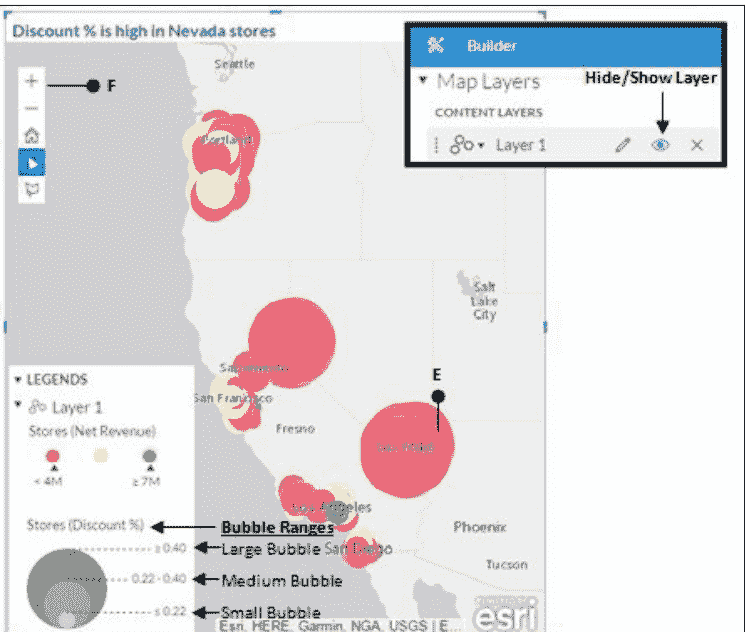 Discount % is high in Nevada stores
Builder
Map Layers
Hide/Show Layer
CONTENT LAYERS
Layer 1
F
Seattle
Portland
Salt
Lake
City
E
San Francisco
Fresno
Los Angeles
San Diego
Phoenix
Tucson
LEGENDS
Layer 1
Stores (Net Revenue)
< 4M
≥ 7M
Stores (Discount %)
Bubble Ranges
≥ 0.40
Large Bubble
0.22 - 0.40
Medium Bubble
≤ 0.22
Small Bubble
Esri, HERE, Garmin, NGA, USGS | E...
esri